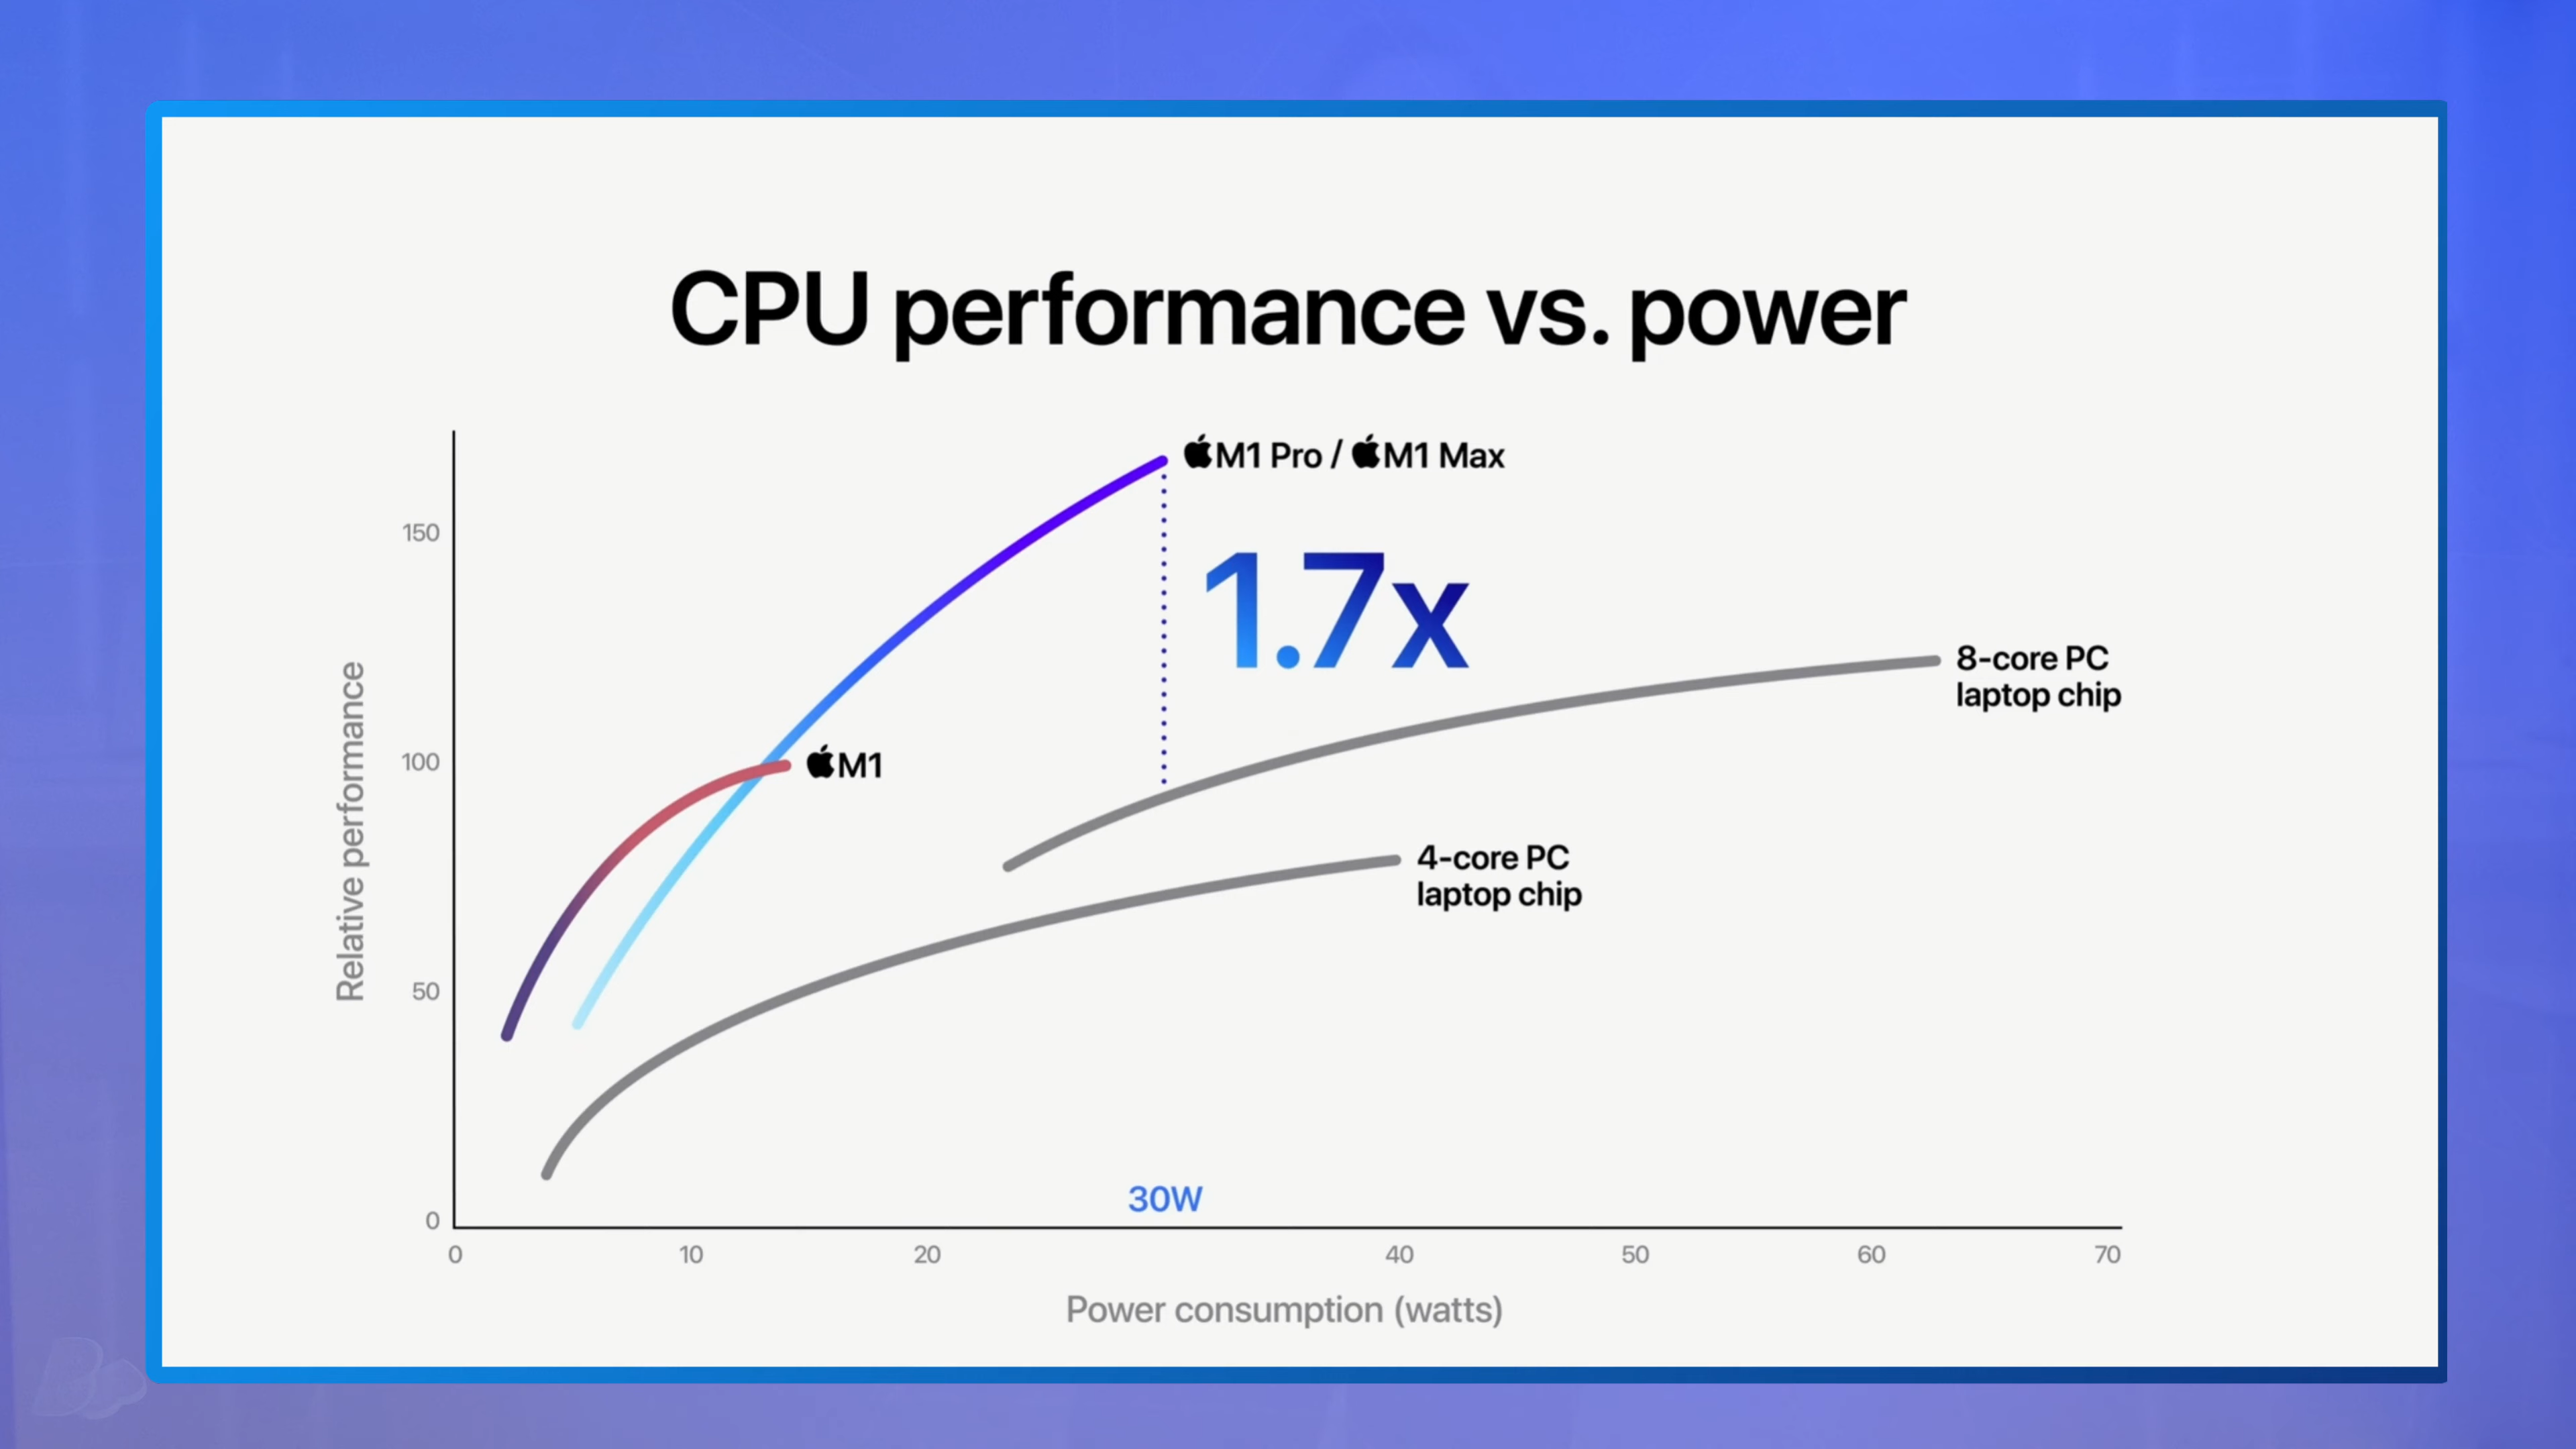 CPU performance vs. power
M1 Pro / M1 Max
150
1.7x
8-core PC
laptop chip
100
M1
4-core PC
laptop chip
Relative performance
50
30W
0
0 10 20 40 50 60 70
Power consumption (watts)